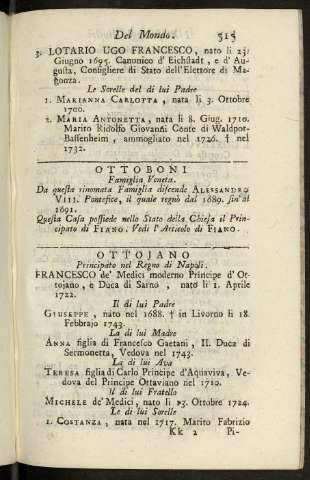 Del Mondo. 515
3. LOTARIO UGO FRANCESCO, nato li 23.
Giugno 1695. Canonico d' Eichstadt, e d' Au-
gusta, Consigliere di Stato dell'Elettore di Ma-
gonza.
Le Sorelle del di lui Padre
1. MARIANNA CARLOTTA, nata li 3. Ottobre
1700.
2. MARIA ANTONETTA, nata li 8. Giug. 1710.
Marito Ridolfo Giovanni Conte di Waldpot-
Bassenheim, ammogliato nel 1726. † nel
1732.
OTTOBONI
Famiglia Veneta.
Da questa rinomata Famiglia discende ALESSANDRO
VIII. Pontefice, il quale regnò dal 1689. sin'al
1691.
Questa Casa possiede nello Stato della Chiesa il Prin-
cipato di FIANO. Vedi l'Articolo di FIANO.
OTTOJANO
Principato nel Regno di Napoli.
FRANCESCO de' Medici moderno Principe d' Ot-
tojano, e Duca di Sarno, nato li 1. Aprile
1722.
Il di lui Padre
GIUSEPPE, nato nel 1688. † in Livorno li 18.
Febbrajo 1743.
La di lui Madre
ANNA figlia di Francesco Gaetani, II. Duca di
Sermonetta, Vedova nel 1743.
La di lui Ava
TERESA figlia di Carlo Principe d'Aquaviva, Ve-
dova del Principe Ottaviano nel 1710.
Il di lui Fratello
MICHELE de' Medici, nato li 23. Ottobre 1724.
Le di lui Sorelle
1. COSTANZA, nata nel 1717. Marito Fabrizio
Kk 2 Pi-